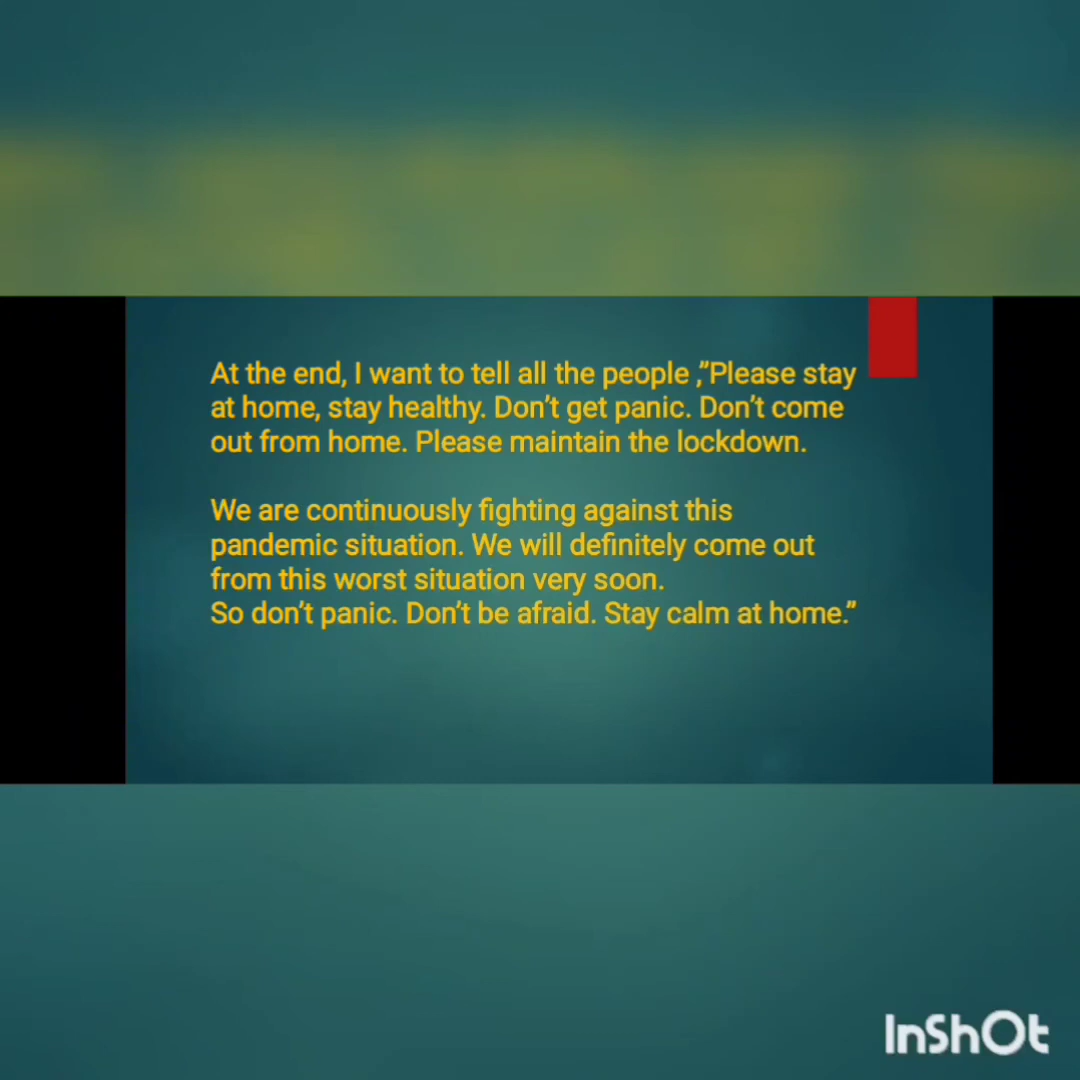 At the end, I want to tell all the people ,”Please stay
at home, stay healthy. Don’t get panic. Don’t come
out from home. Please maintain the lockdown.
We are continuously fighting against this
pandemic situation. We will definitely come out
from this worst situation very soon.
So don’t panic. Don’t be afraid. Stay calm at home.”
InShOt